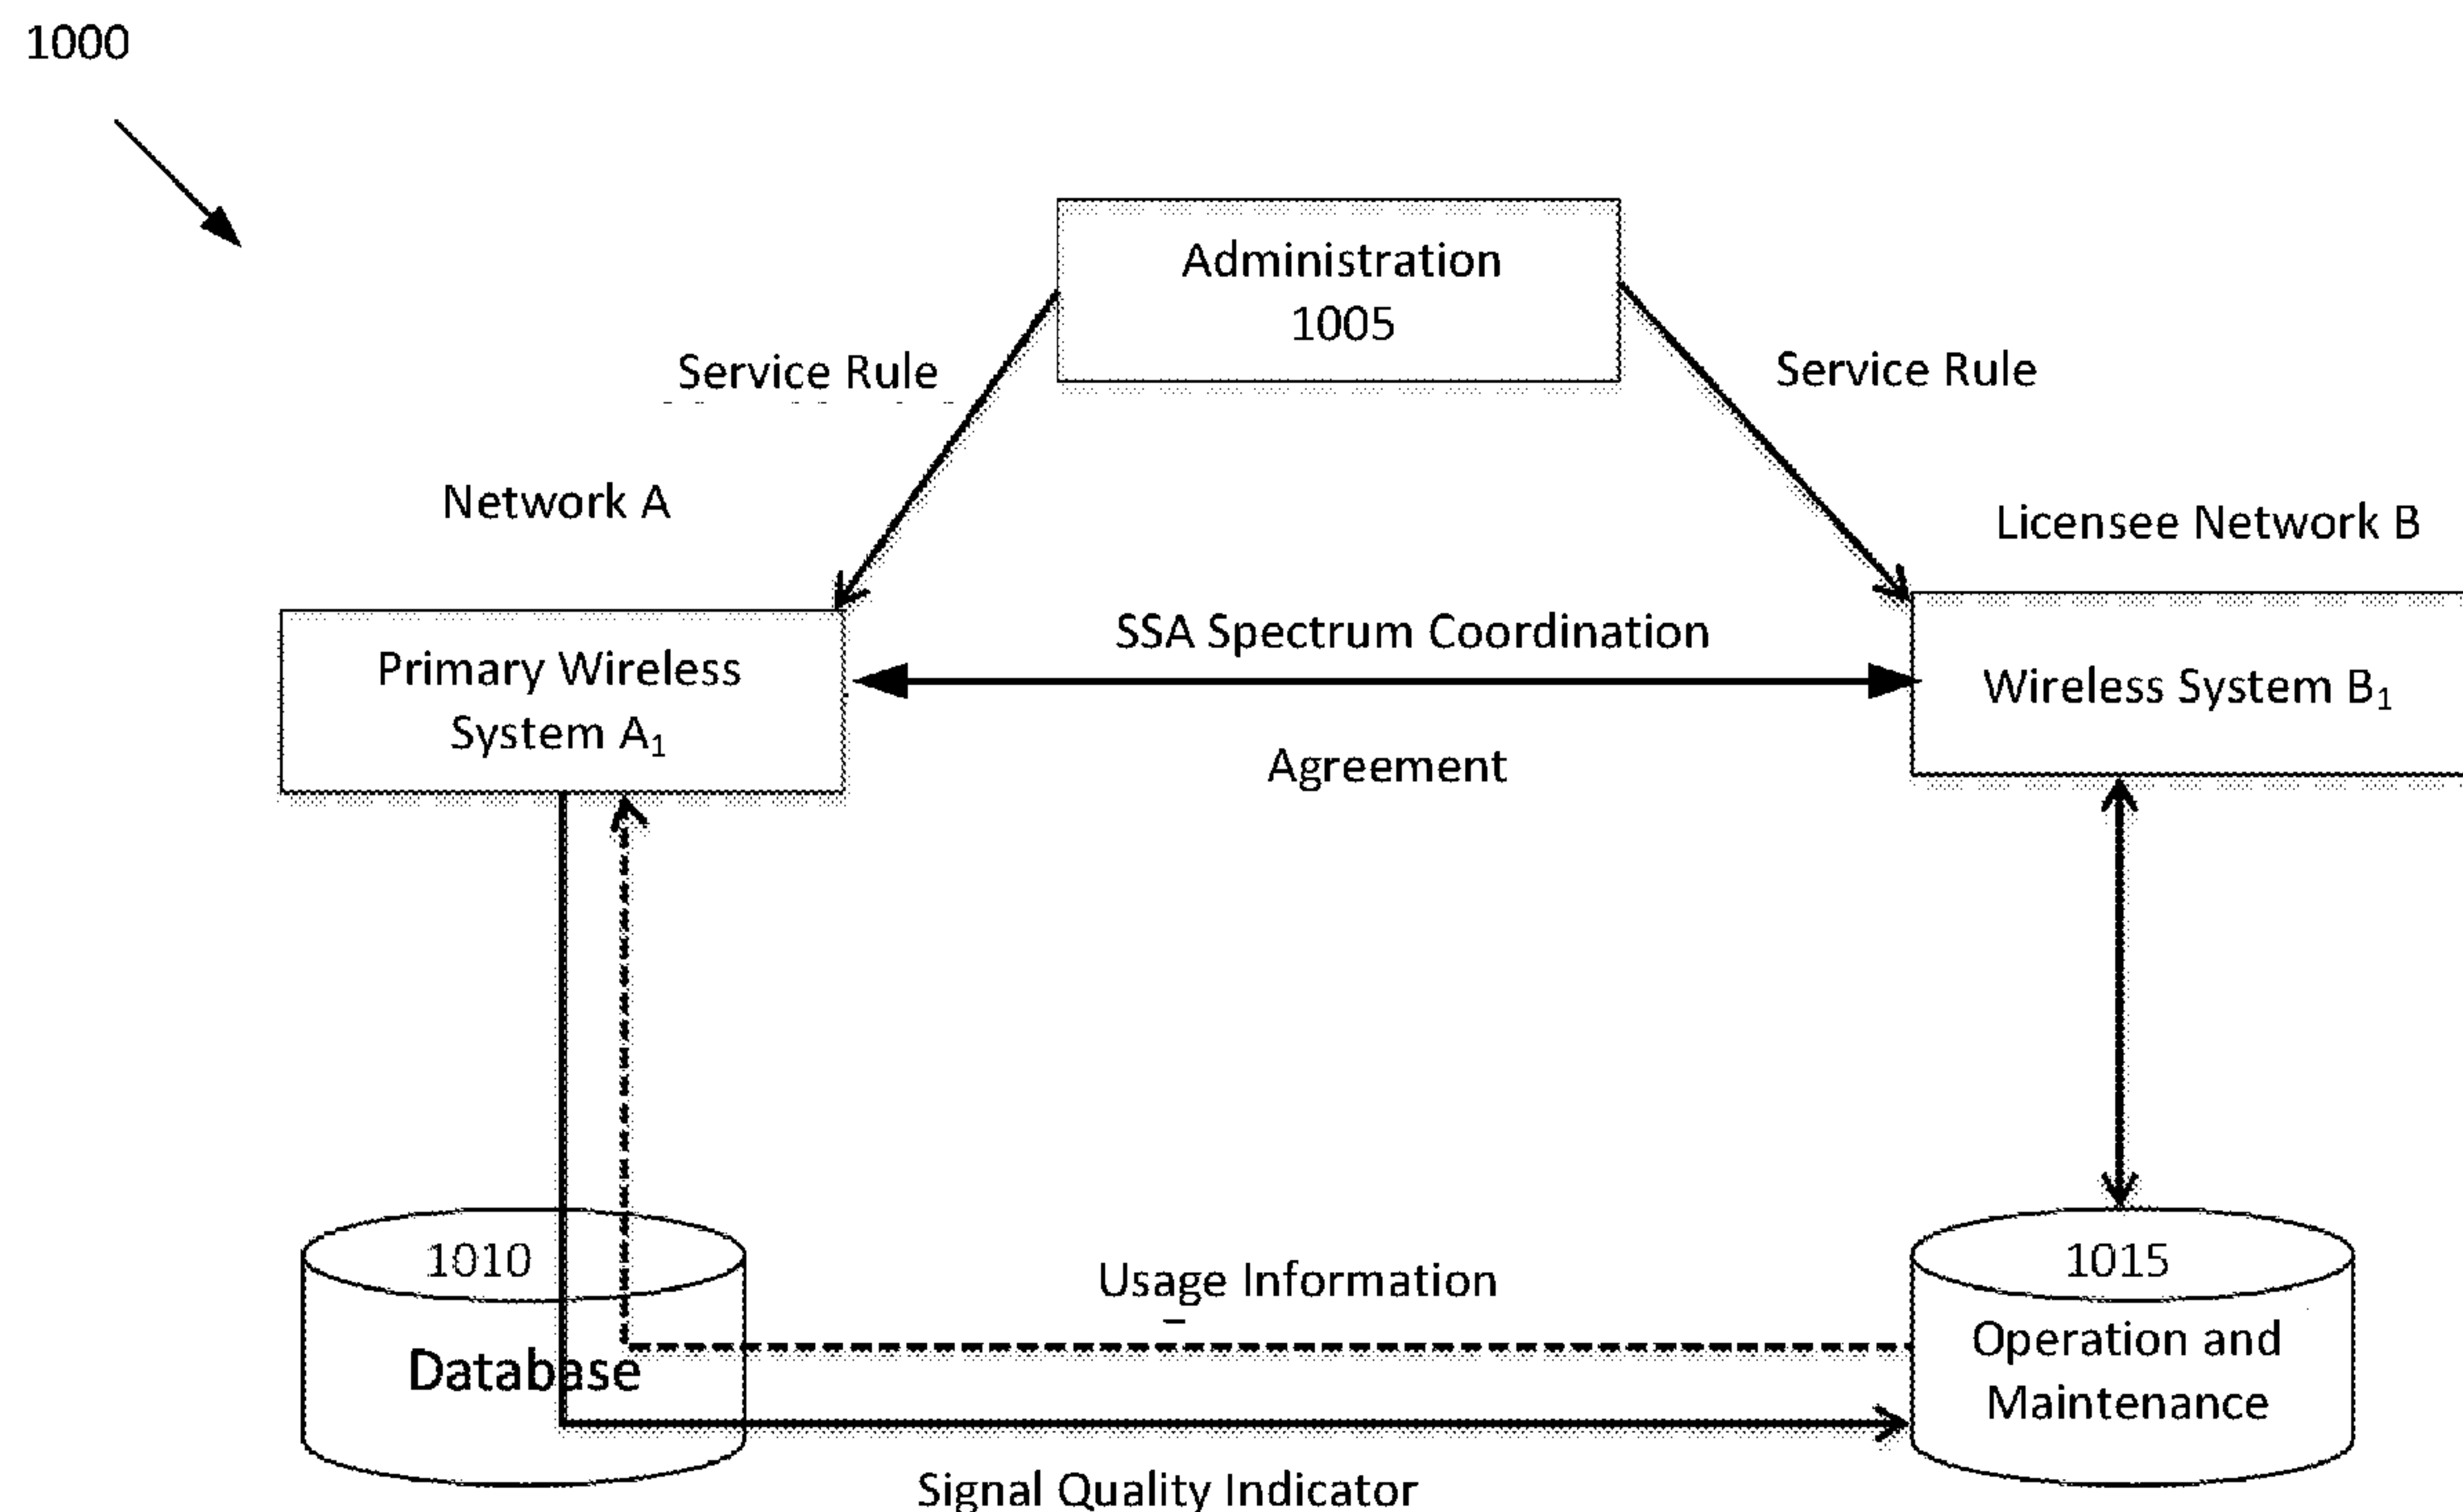 1000
Administration
1005
Service Rule
Service Rule
Network A
Licensee Network B
Primary Wireless
System A₁
SSA Spectrum Coordination
Agreement
Wireless System B₁
1010
Database
Usage Information
1015
Operation and
Maintenance
Signal Quality Indicator